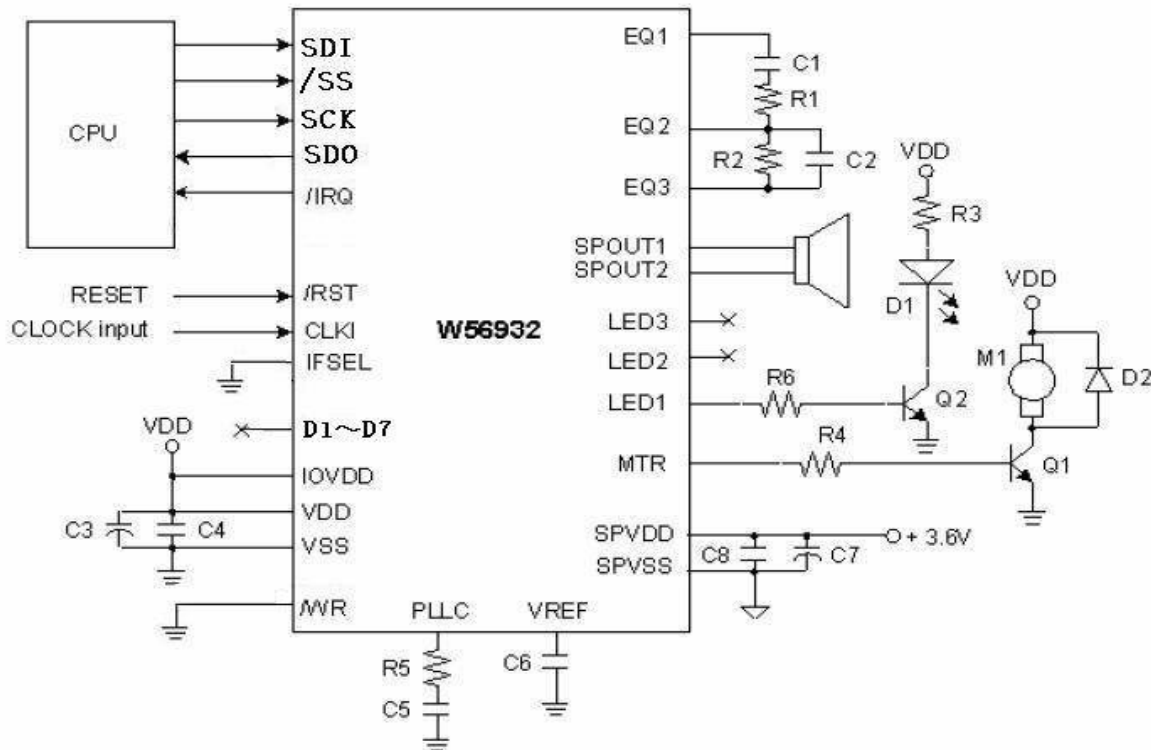 CPU
SDI
/SS
SCK
SDO
/IRQ
RESET
/RST
CLOCK input
CLKI
IFSEL
D1~D7
VDD
IOVDD
VDD
VSS
C3
C4
/WR
W56932
PLLC
VREF
R5
C5
C6
EQ1
C1
R1
EQ2
R2
C2
EQ3
SPOUT1
SPOUT2
VDD
R3
D1
LED3
LED2
LED1
R6
Q2
VDD
M1
D2
MTR
R4
Q1
SPVDD
SPVSS
C8
C7
+ 3.6V